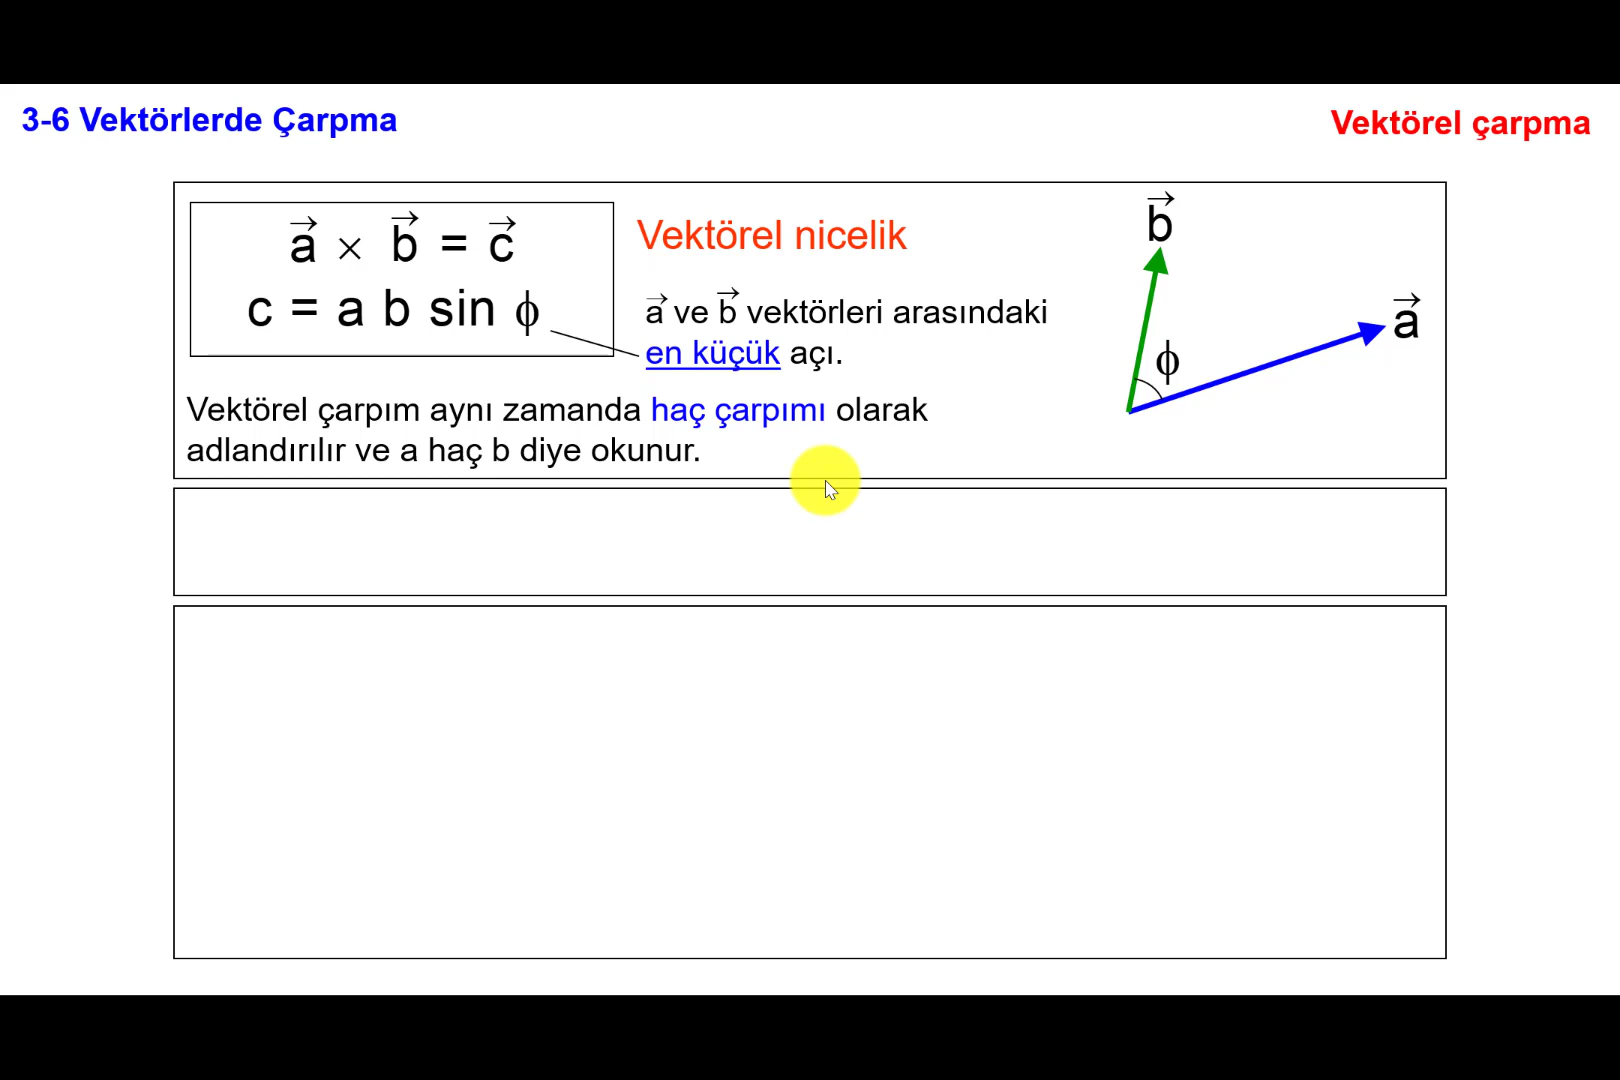 3-6 Vektörlerde Çarpma
Vektörel çarpma
a⃗ × b⃗ = c⃗
c = a b sin ϕ
Vektörel nicelik
a⃗ ve b⃗ vektörleri arasındaki
en küçük açı.
Vektörel çarpım aynı zamanda haç çarpımı olarak
adlandırılır ve a haç b diye okunur.
b⃗
a⃗
ϕ